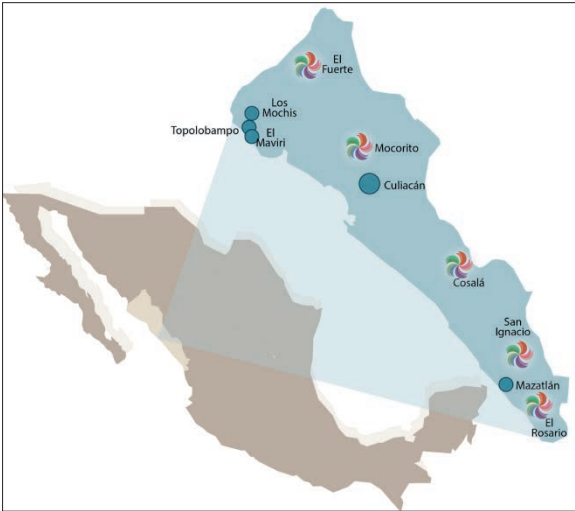 El
Fuerte
Los
Mochis
Topolobampo
El
Maviri
Mocorito
Culiacán
Cosalá
San
Ignacio
Mazatlán
El
Rosario